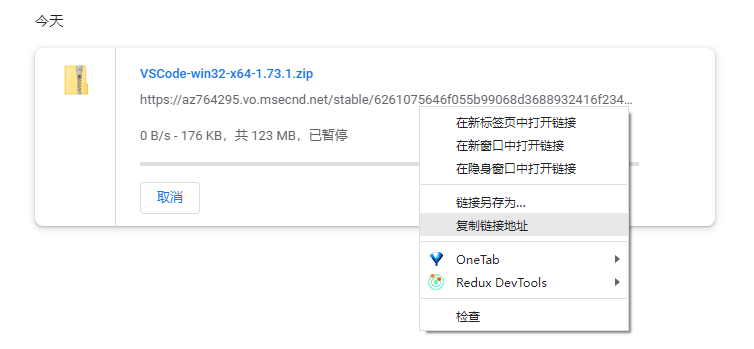 今天
VSCode-win32-x64-1.73.1.zip
https://az764295.vo.msecnd.net/stable/6261075646f055b99068d3688932416f234…
0 B/s - 176 KB，共 123 MB，已暂停
取消
在新标签页中打开链接
在新窗口中打开链接
在隐身窗口中打开链接
链接另存为...
复制链接地址
OneTab
Redux DevTools
检查